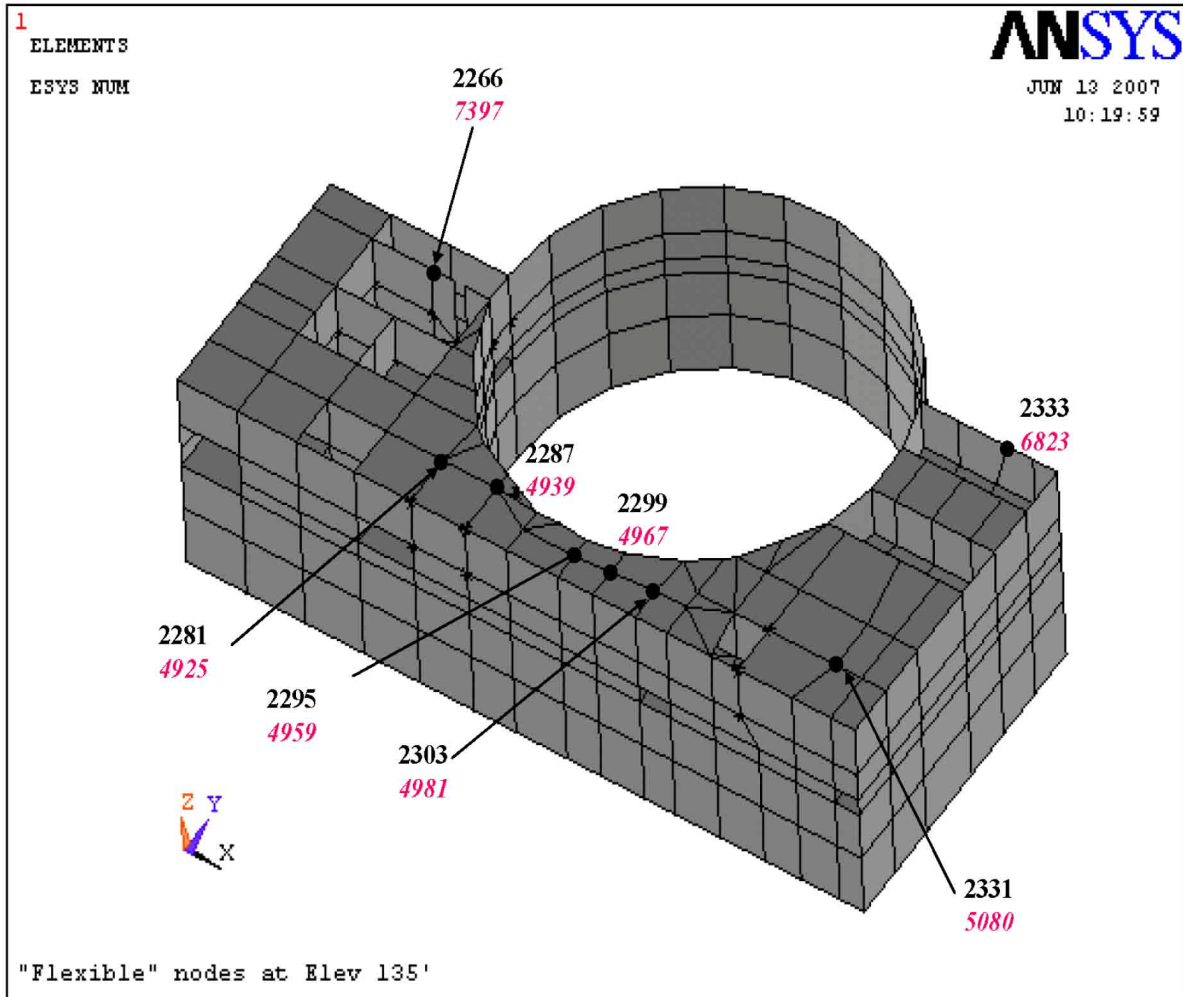 1
ELEMENTS
ESYS NUM
ANSYS
JUN 13 2007
10:19:59
2266
7397
2333
6823
2287
4939
2299
4967
2281
4925
2295
4959
2303
4981
2331
5080
Z Y
X
"Flexible" nodes at Elev 135'